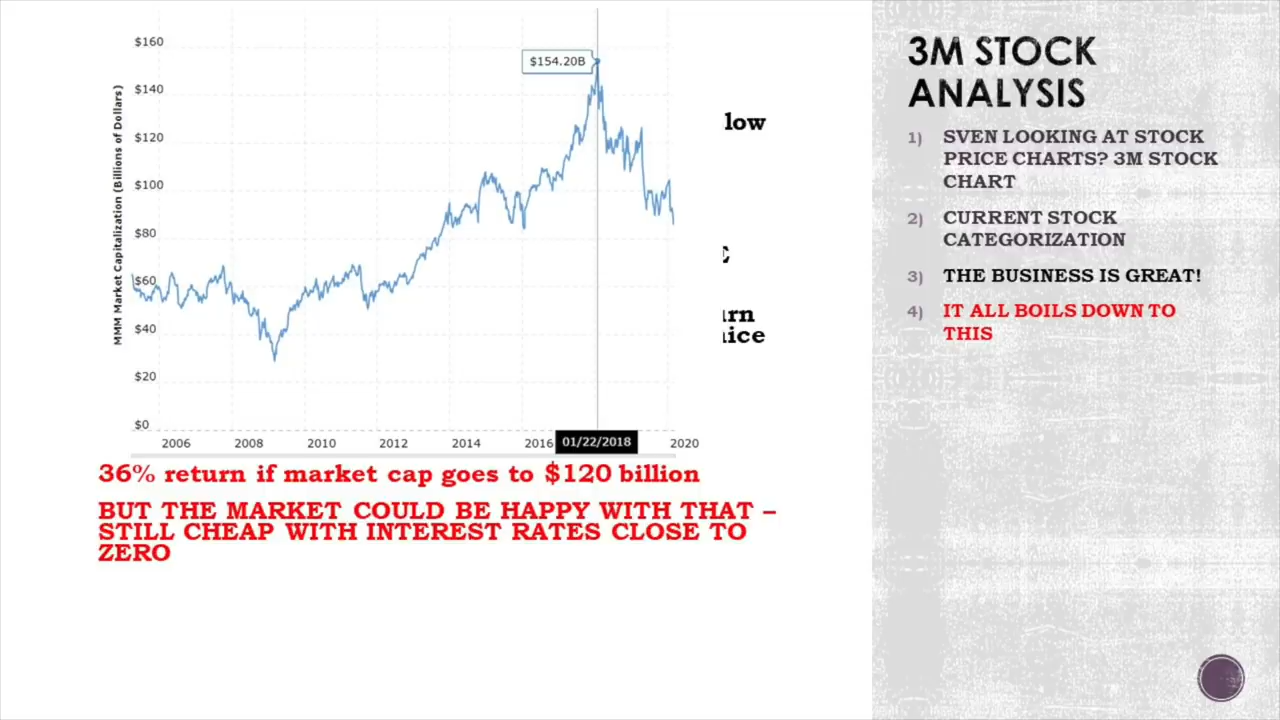 $160
$140
$120
$100
$80
$60
$40
$20
$0
MMM Market Capitalization (Billions of Dollars)
$154.20B
2006
2008
2010
2012
2014
2016
01/22/2018
2020
low
36% return if market cap goes to $120 billion
BUT THE MARKET COULD BE HAPPY WITH THAT –
STILL CHEAP WITH INTEREST RATES CLOSE TO
ZERO
3M STOCK
ANALYSIS
1) SVEN LOOKING AT STOCK
PRICE CHARTS? 3M STOCK
CHART
2) CURRENT STOCK
CATEGORIZATION
3) THE BUSINESS IS GREAT!
4) IT ALL BOILS DOWN TO
THIS